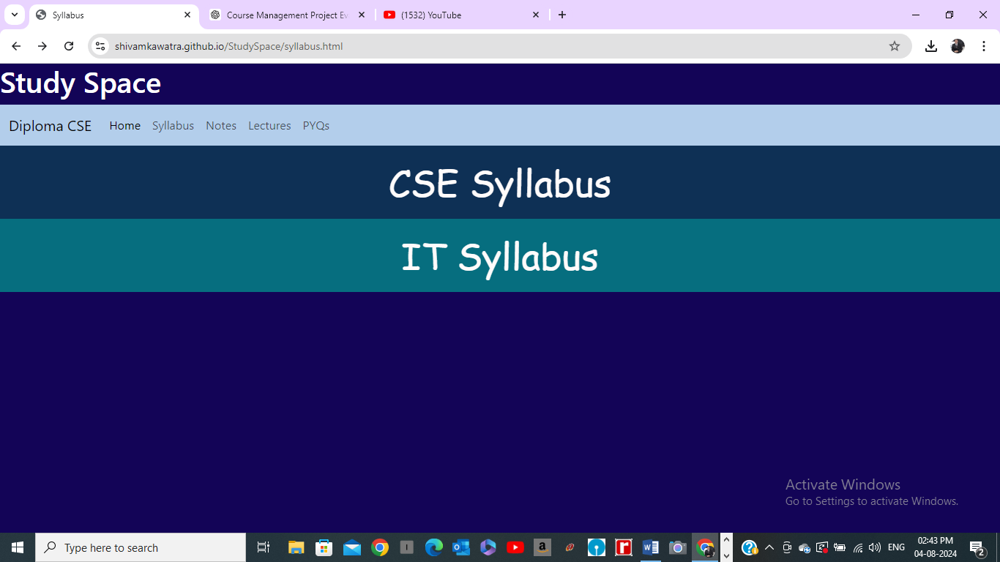 Syllabus
Course Management Project Ev
(1532) YouTube
shivamkawatra.github.io/StudySpace/syllabus.html
Study Space
Diploma CSE Home Syllabus Notes Lectures PYQs
CSE Syllabus
IT Syllabus
Activate Windows
Go to Settings to activate Windows.
Type here to search
ENG
02:43 PM
04-08-2024
2